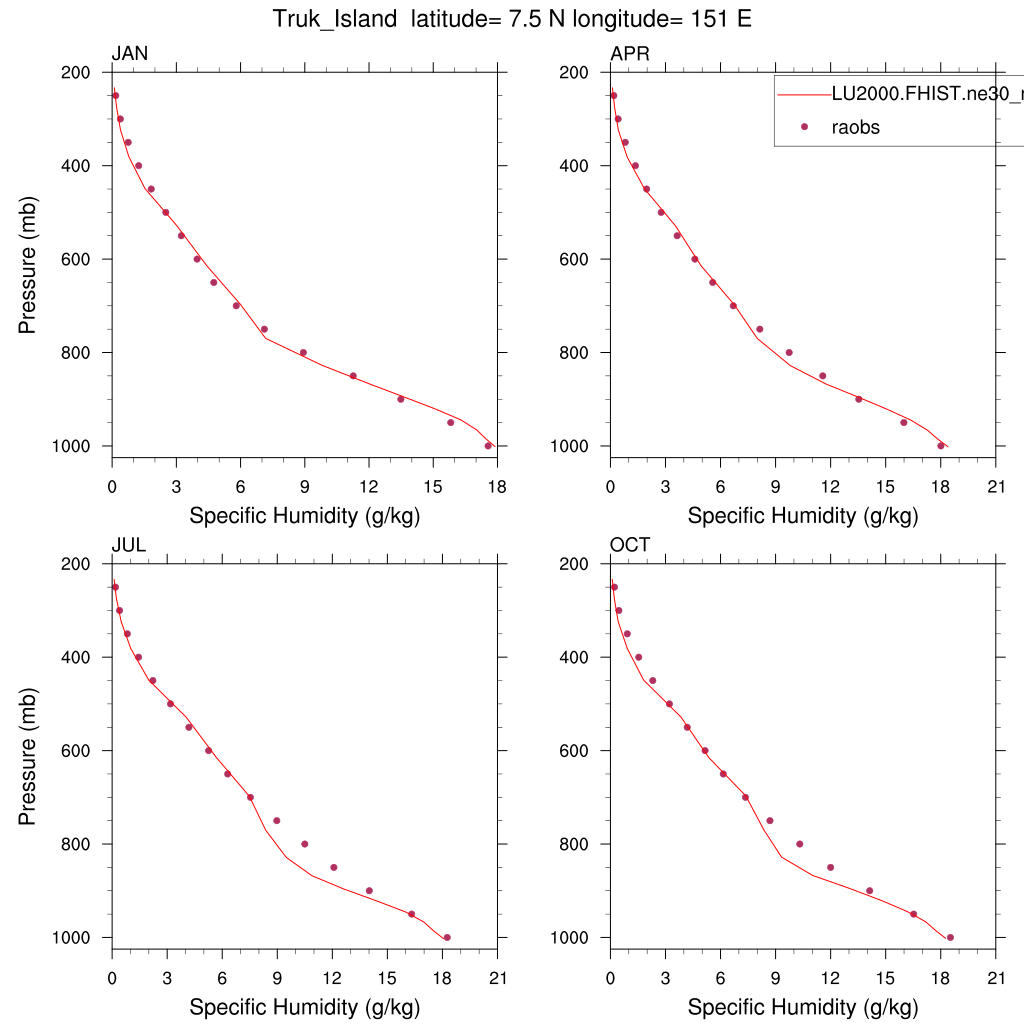 Truk_Island latitude= 7.5 N longitude= 151 E
JAN
200
400
600
800
1000
Pressure (mb)
0 3 6 9 12 15 18
Specific Humidity (g/kg)
APR
LU2000.FHIST.ne30_
raobs
200
400
600
800
1000
0 3 6 9 12 15 18 21
Specific Humidity (g/kg)
JUL
200
400
600
800
1000
Pressure (mb)
0 3 6 9 12 15 18 21
Specific Humidity (g/kg)
OCT
200
400
600
800
1000
0 3 6 9 12 15 18 21
Specific Humidity (g/kg)